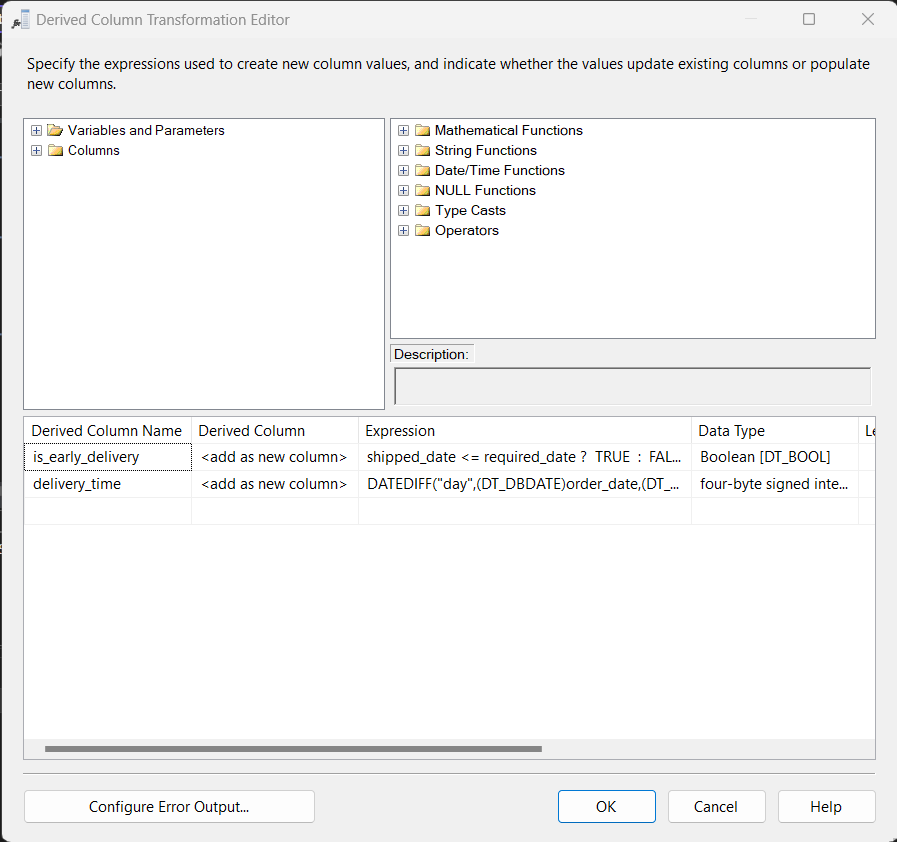 Derived Column Transformation Editor
Specify the expressions used to create new column values, and indicate whether the values update existing columns or populate
new columns.
Variables and Parameters
Columns
Mathematical Functions
String Functions
Date/Time Functions
NULL Functions
Type Casts
Operators
Description:
Derived Column Name Derived Column Expression Data Type Le
is_early_delivery <add as new column> shipped_date <= required_date ? TRUE : FAL... Boolean [DT_BOOL]
delivery_time <add as new column> DATEDIFF("day",(DT_DBDATE)order_date,(DT_... four-byte signed inte...
Configure Error Output... OK Cancel Help